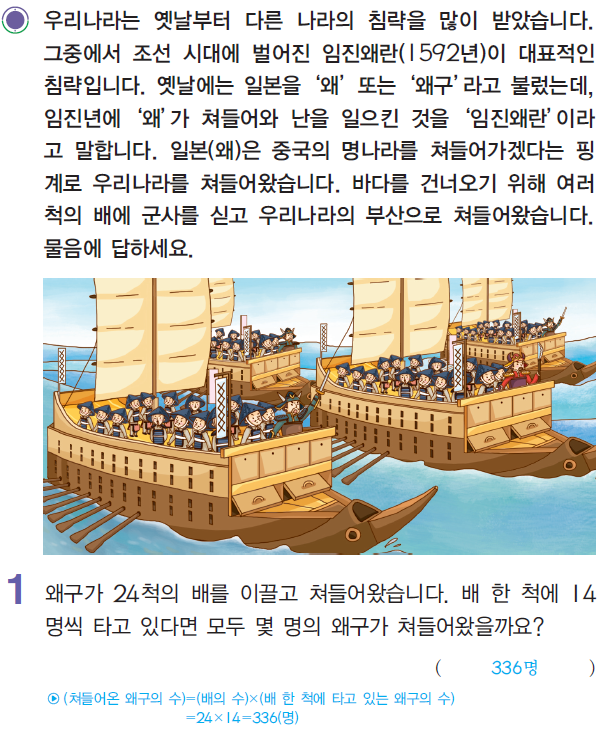 우리나라는 옛날부터 다른 나라의 침략을 많이 받았습니다.
그중에서 조선 시대에 벌어진 임진왜란(1592년)이 대표적인
침략입니다. 옛날에는 일본을 ‘왜’ 또는 ‘왜구’라고 불렀는데,
임진년에 ‘왜’가 쳐들어와 난을 일으킨 것을 ‘임진왜란’이라
고 말합니다. 일본(왜)은 중국의 명나라를 쳐들어가겠다는 핑
계로 우리나라를 쳐들어왔습니다. 바다를 건너오기 위해 여러
척의 배에 군사를 싣고 우리나라의 부산으로 쳐들어왔습니다.
물음에 답하세요.
1 왜구가 24척의 배를 이끌고 쳐들어왔습니다. 배 한 척에 14
명씩 타고 있다면 모두 몇 명의 왜구가 쳐들어왔을까요?
( 336명 )
(쳐들어온 왜구의 수)=(배의 수)×(배 한 척에 타고 있는 왜구의 수)
=24×14=336(명)